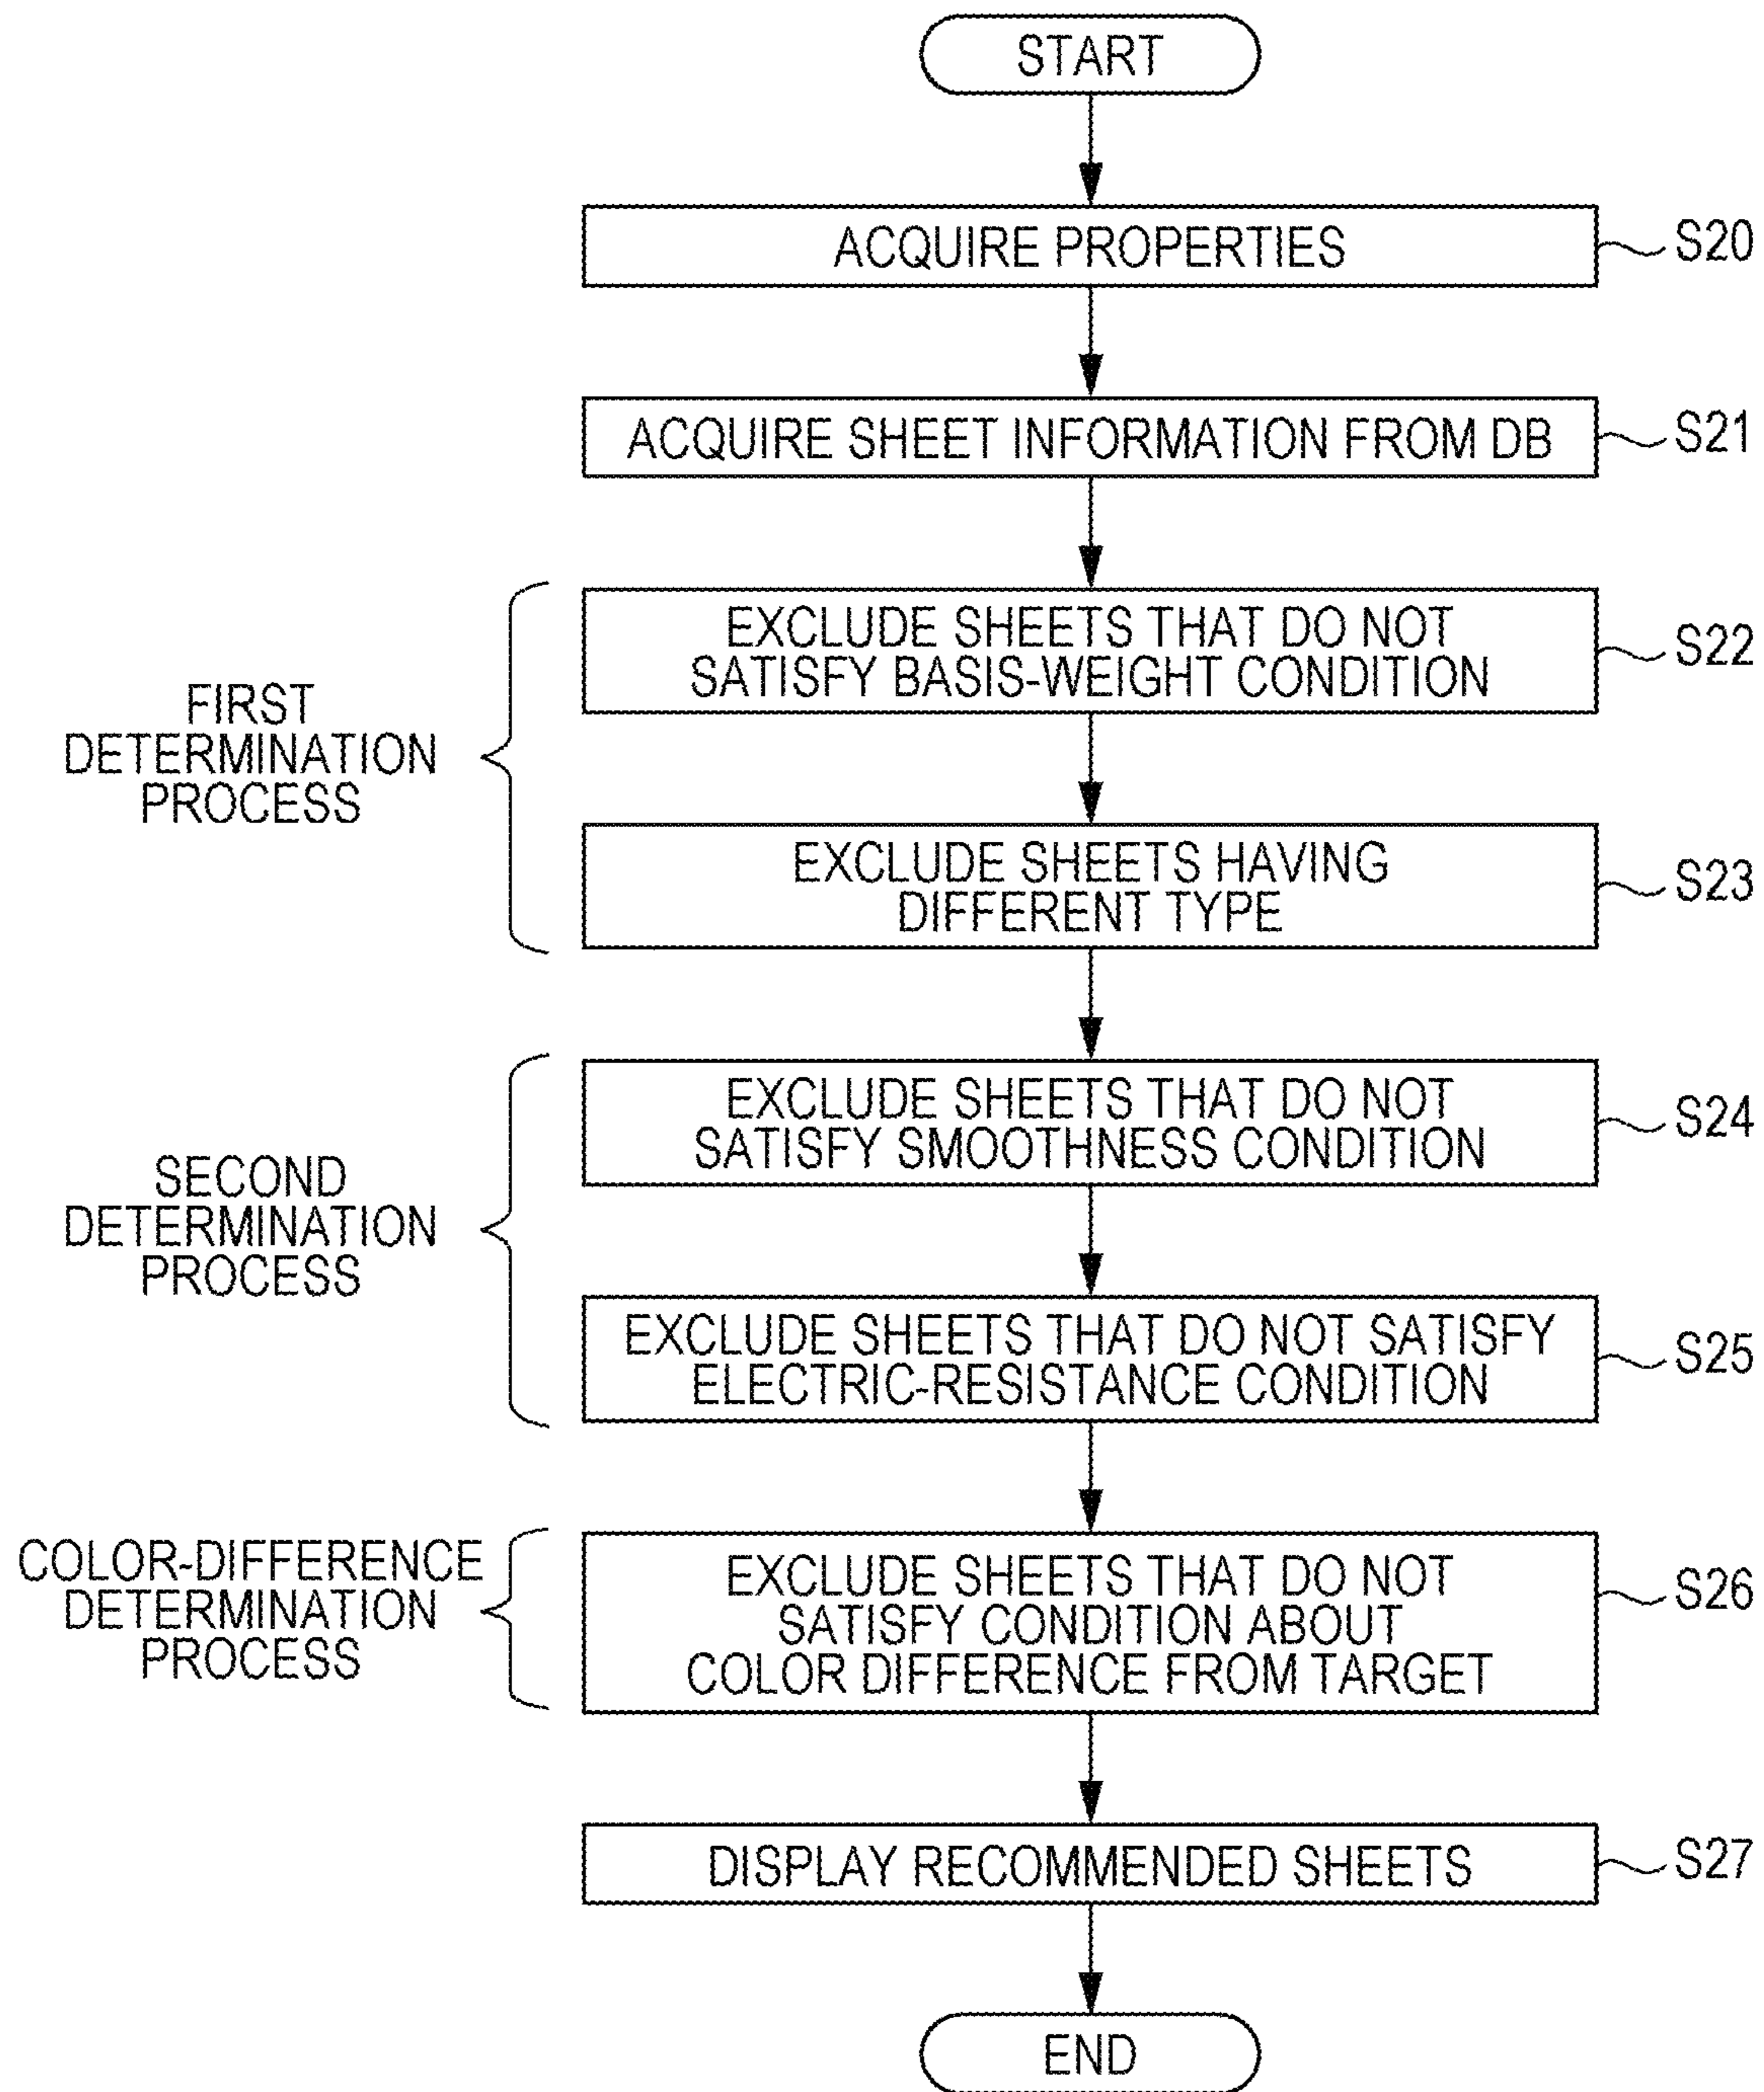 START
ACQUIRE PROPERTIES
S20
ACQUIRE SHEET INFORMATION FROM DB
S21
FIRST
DETERMINATION
PROCESS
EXCLUDE SHEETS THAT DO NOT
SATISFY BASIS-WEIGHT CONDITION
S22
EXCLUDE SHEETS HAVING
DIFFERENT TYPE
S23
SECOND
DETERMINATION
PROCESS
EXCLUDE SHEETS THAT DO NOT
SATISFY SMOOTHNESS CONDITION
S24
EXCLUDE SHEETS THAT DO NOT SATISFY
ELECTRIC-RESISTANCE CONDITION
S25
COLOR-DIFFERENCE
DETERMINATION
PROCESS
EXCLUDE SHEETS THAT DO NOT
SATISFY CONDITION ABOUT
COLOR DIFFERENCE FROM TARGET
S26
DISPLAY RECOMMENDED SHEETS
S27
END